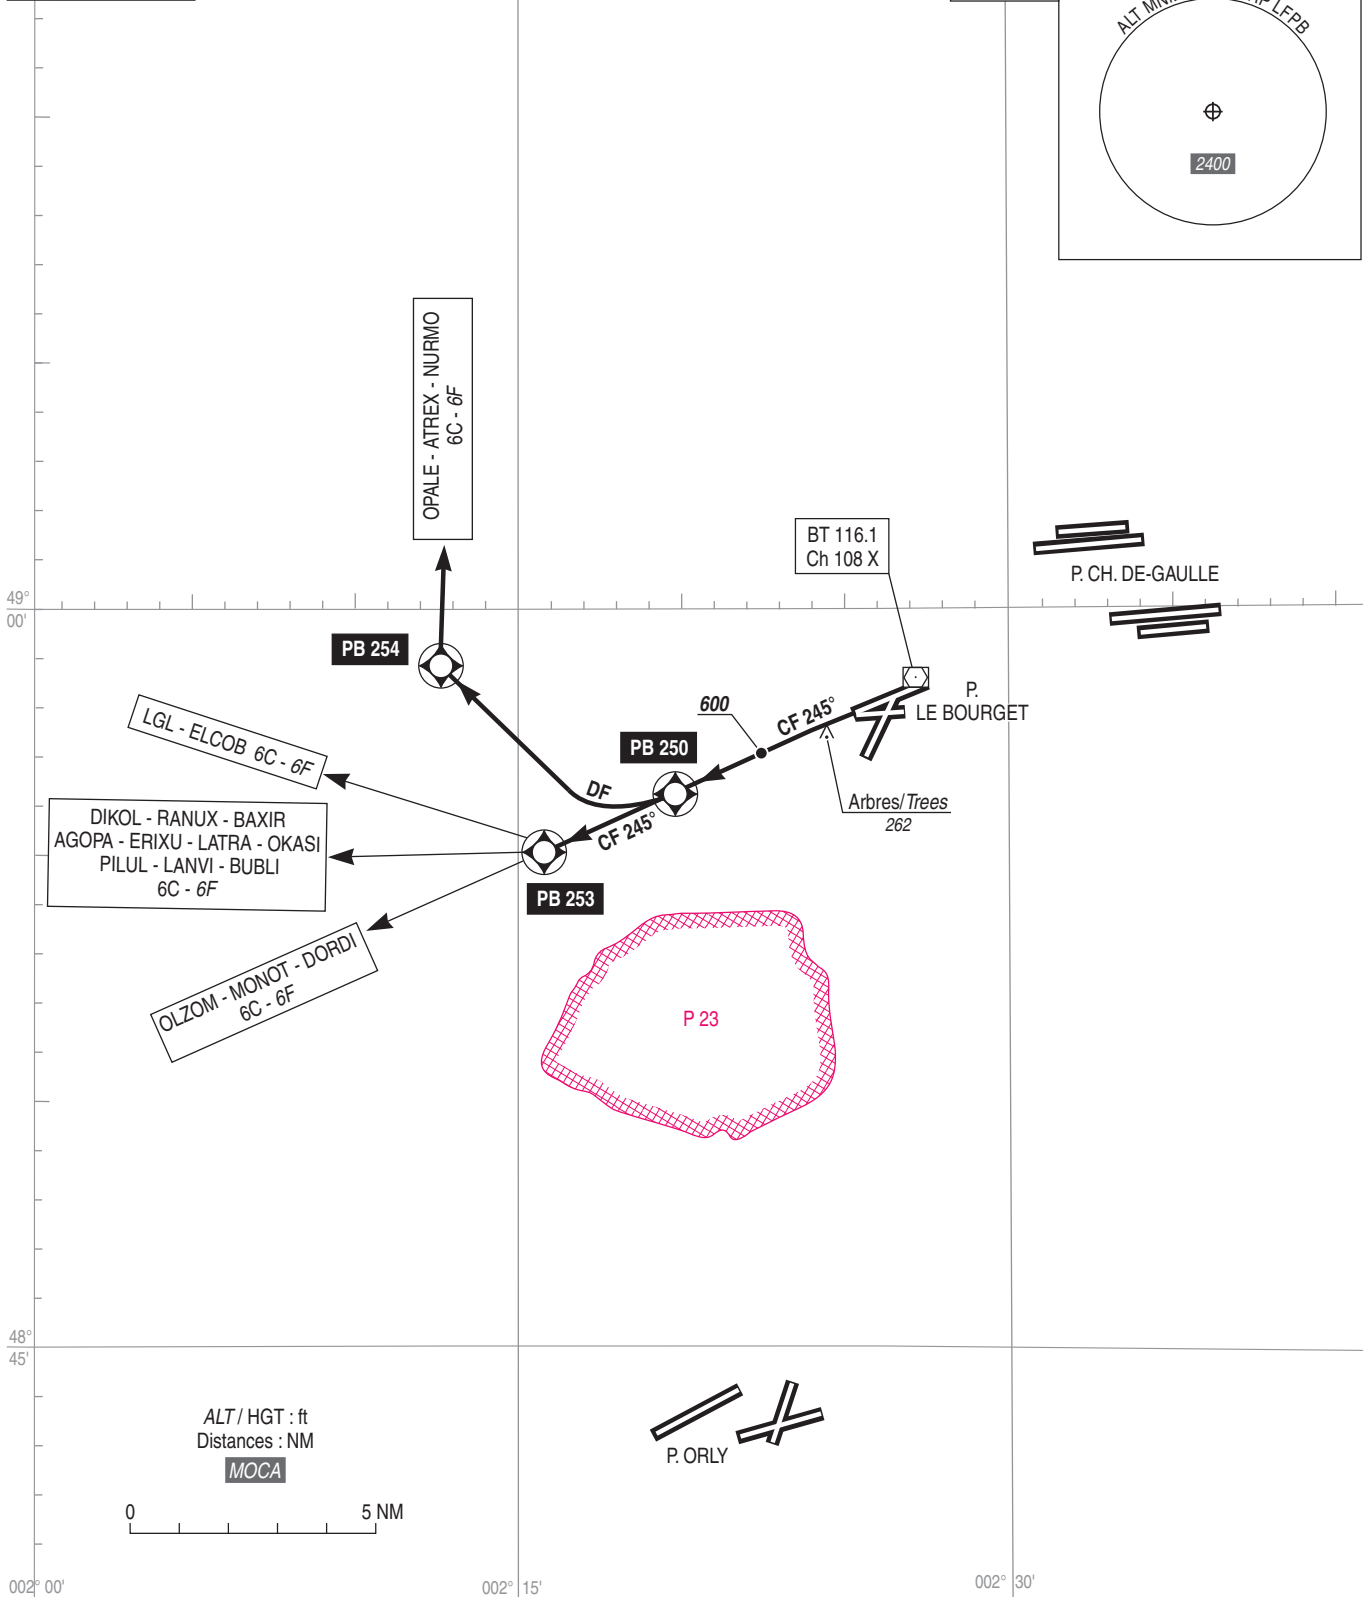 ALT
LFPB
2400
OPALE - ATREX - NURMO
6C - 6F
BT 116.1
Ch 108 X
P. CH. DE-GAULLE
49°
00'
PB 254
P.
LE BOURGET
600
CF 245°
LGL - ELCOB 6C - 6F
PB 250
DF
Arbres/Trees
262
CF 245°
DIKOL - RANUX - BAXIR
AGOPA - ERIXU - LATRA - OKASI
PILUL - LANVI - BUBLI
6C - 6F
PB 253
OLZOM - MONOT - DORDI
6C - 6F
P 23
48°
45'
ALT / HGT : ft
Distances : NM
MOCA
P. ORLY
0 5 NM
002° 00' 002° 15' 002° 30'